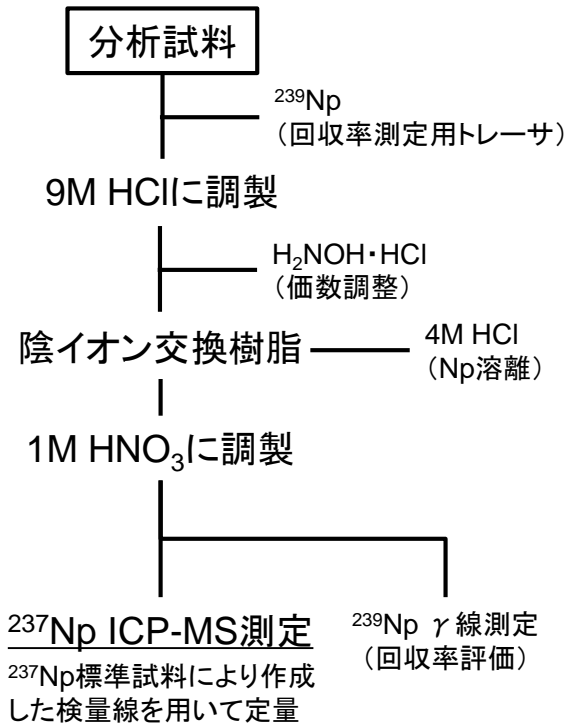 分析試料
²³⁹Np
(回収率測定用トレーサ)
9M HClに調製
H₂NOH・HCl
(価数調整)
陰イオン交換樹脂
4M HCl
(Np溶離)
1M HNO₃に調製
²³⁷Np ICP-MS測定
²³⁷Np標準試料により作成
した検量線を用いて定量
²³⁹Np γ線測定
(回収率評価)